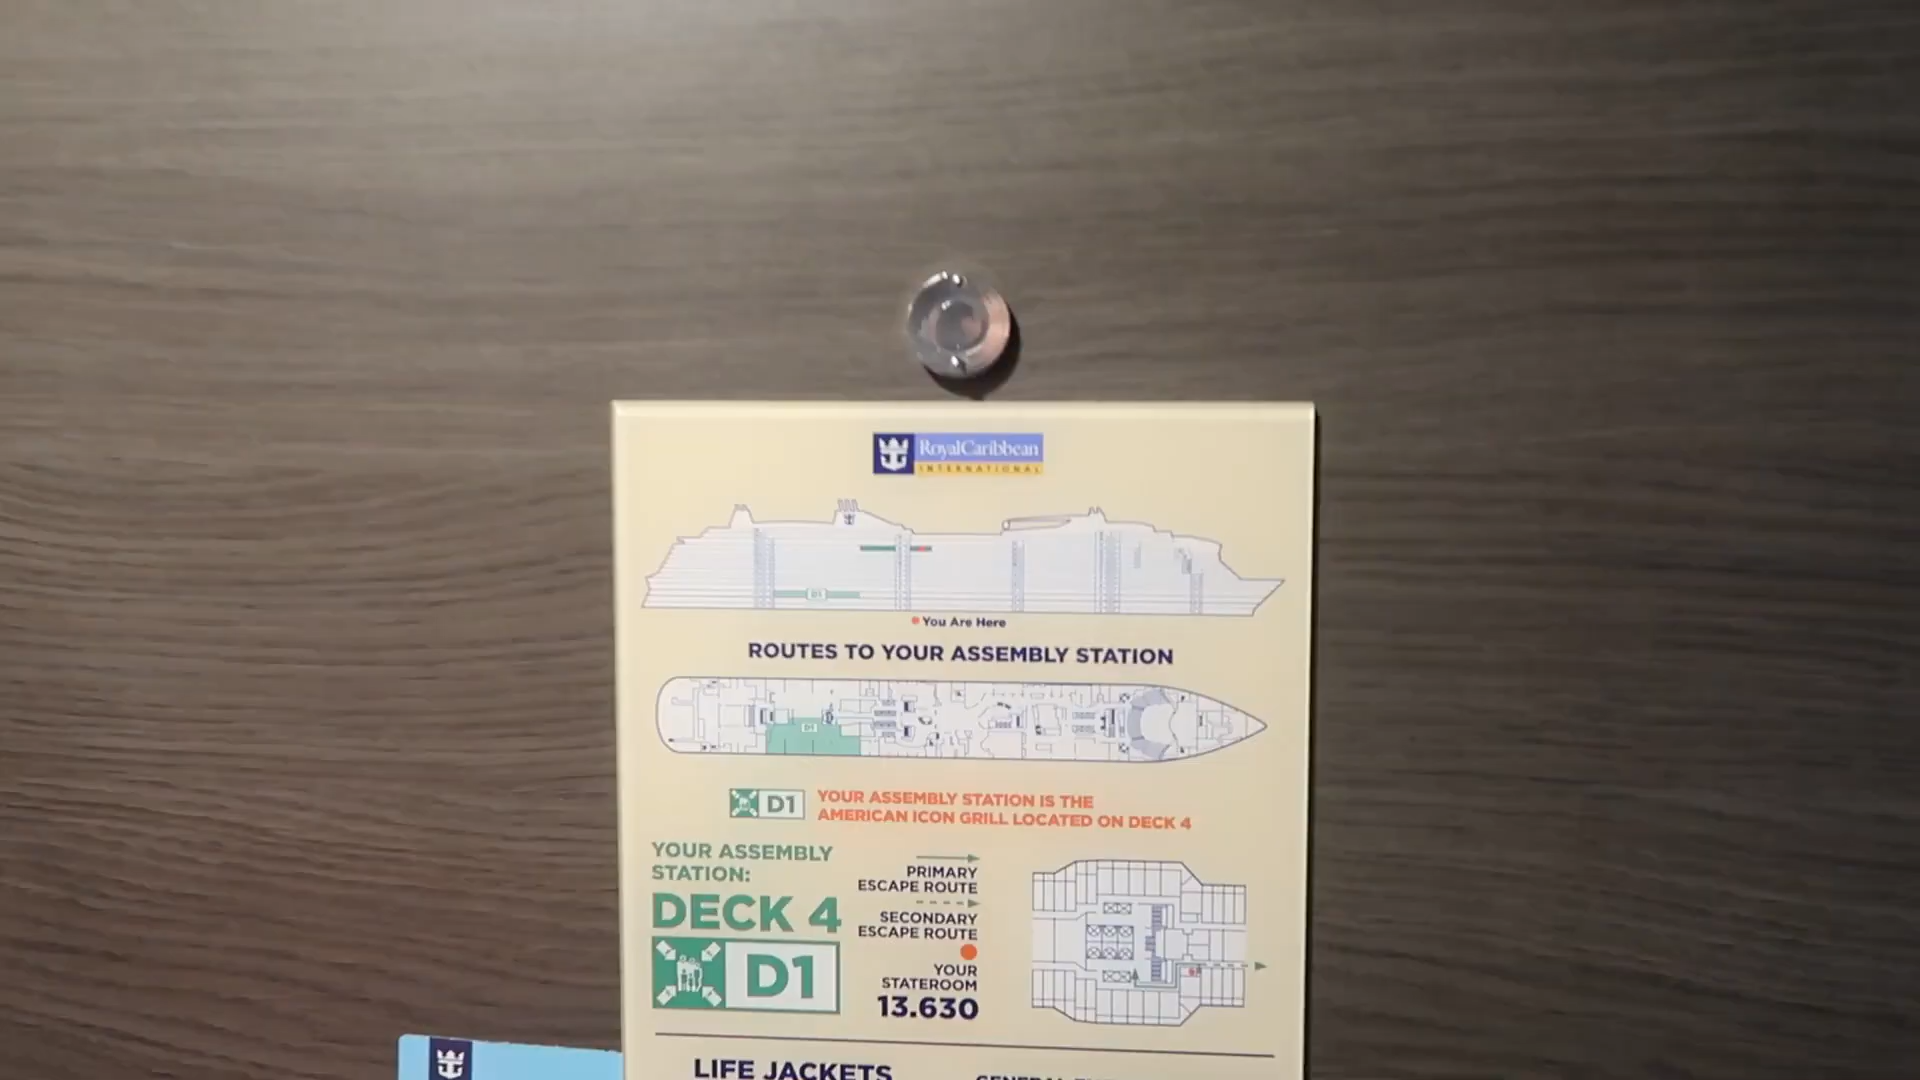 RoyalCaribbean
INTERNATIONAL
D1
You Are Here
ROUTES TO YOUR ASSEMBLY STATION
D1
D1
YOUR ASSEMBLY STATION IS THE
AMERICAN ICON GRILL LOCATED ON DECK 4
YOUR ASSEMBLY
STATION:
DECK 4
D1
PRIMARY
ESCAPE ROUTE
SECONDARY
ESCAPE ROUTE
YOUR
STATEROOM
13.630
LIFE JACKETS